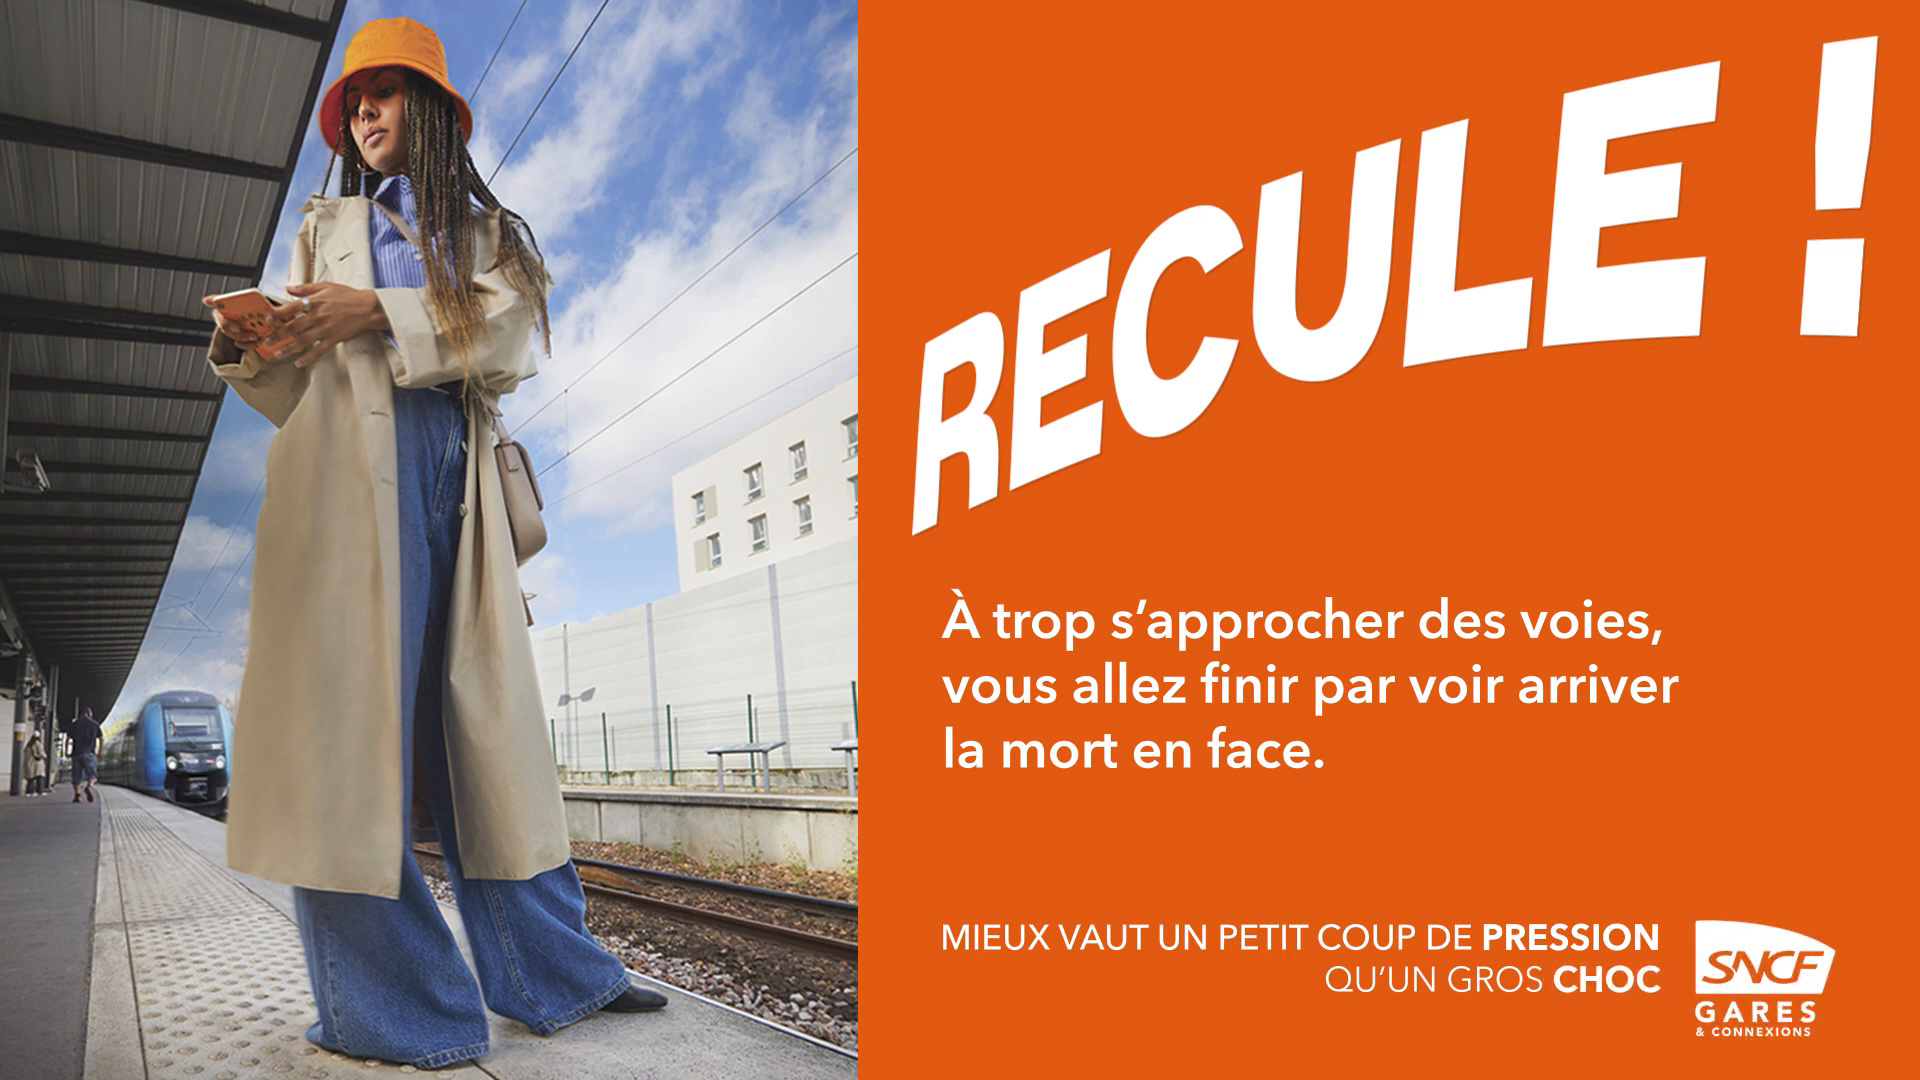 RECULE !
À trop s’approcher des voies,
vous allez finir par voir arriver
la mort en face.
MIEUX VAUT UN PETIT COUP DE PRESSION
QU’UN GROS CHOC
SNCF
GARES
& CONNEXIONS